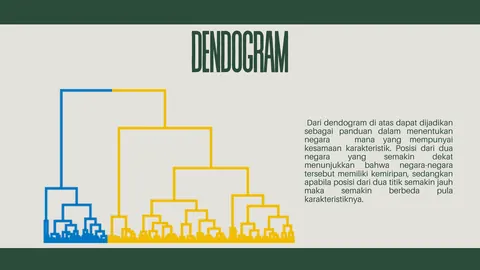 DENDOGRAM
Dari dendogram di atas dapat dijadikan
sebagai panduan dalam menentukan
negara mana yang mempunyai
kesamaan karakteristik. Posisi dari dua
negara yang semakin dekat
menunjukkan bahwa negara-negara
tersebut memiliki kemiripan, sedangkan
apabila posisi dari dua titik semakin jauh
maka semakin berbeda pula
karakteristiknya.